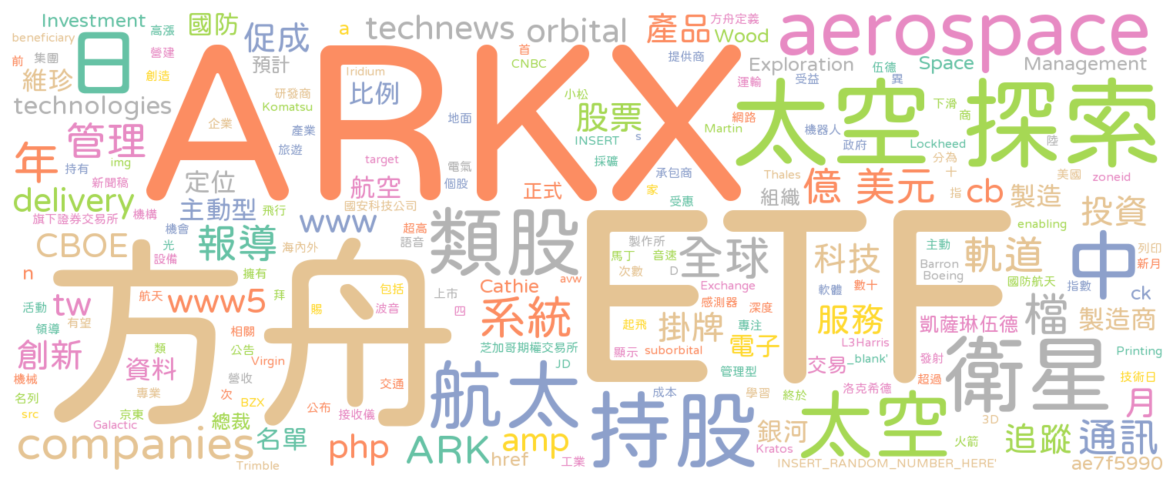 beneficiary
高漲
Investment
國防
促成
a
technews
orbital
首
CNBC
產品
Wood
方舟定義
提供商
aerospace
前
集團
營建
創造
維珍
日
預計
Iridium
研發商
Komatsu
比例
ARKX
小松
股票
INSERT
s
採礦
地面
Exploration
伍德
異
Space
Management
運輸
受益
太空探索
下滑
商
Martin
網路
機器人
政府
Lockheed
陸
technologies
企業
產業
旅遊
年
管理
持有
img
新聞稿
target
電氣
個股
航空
定位
正式
承包商
家
受惠
Thales
組織
億
美元
分為
十
指
cb
美國
製造
zoneid
delivery
主動型
國安科技公司
旗下證券交易所
機構
機會
飛行
www
超高
語音
類股
ETF
製作所
馬丁
音速
次數
D
全球
Exchange
感測器
深度
科技
主動
Barron
Boeing
軌道
enabling
投資
列印
新月
中
指數
國防航天
CBOE
報導
光
設備
海內外
擁有
n
tw
航天
www5
拜
包括
賜
波音
方舟
上市
四
Cathie
avw
系統
起飛
顯示
掛牌
專注
軟體
數十
服務
電子
凱薩琳伍德
檔
ck
製造商
活動
有望
領導
創新
機械
相關
公告
類
資料
Virgin
專業
營收
次
BZX
公布
交通
接收儀
芝加哥期權交易所
JD
航太
持股
成本
管理型
交易
_blank'
L3Harris
發射
超過
洛克希德
學習
終於
太空
衛星
Printing
技術日
月
名列
京東
src
Galactic
總裁
名單
companies
Trimble
php
ARK
amp
href
工業
Kratos
銀河
INSERT_RANDOM_NUMBER_HERE'
火箭
3D
追蹤
通訊
ae7f5990